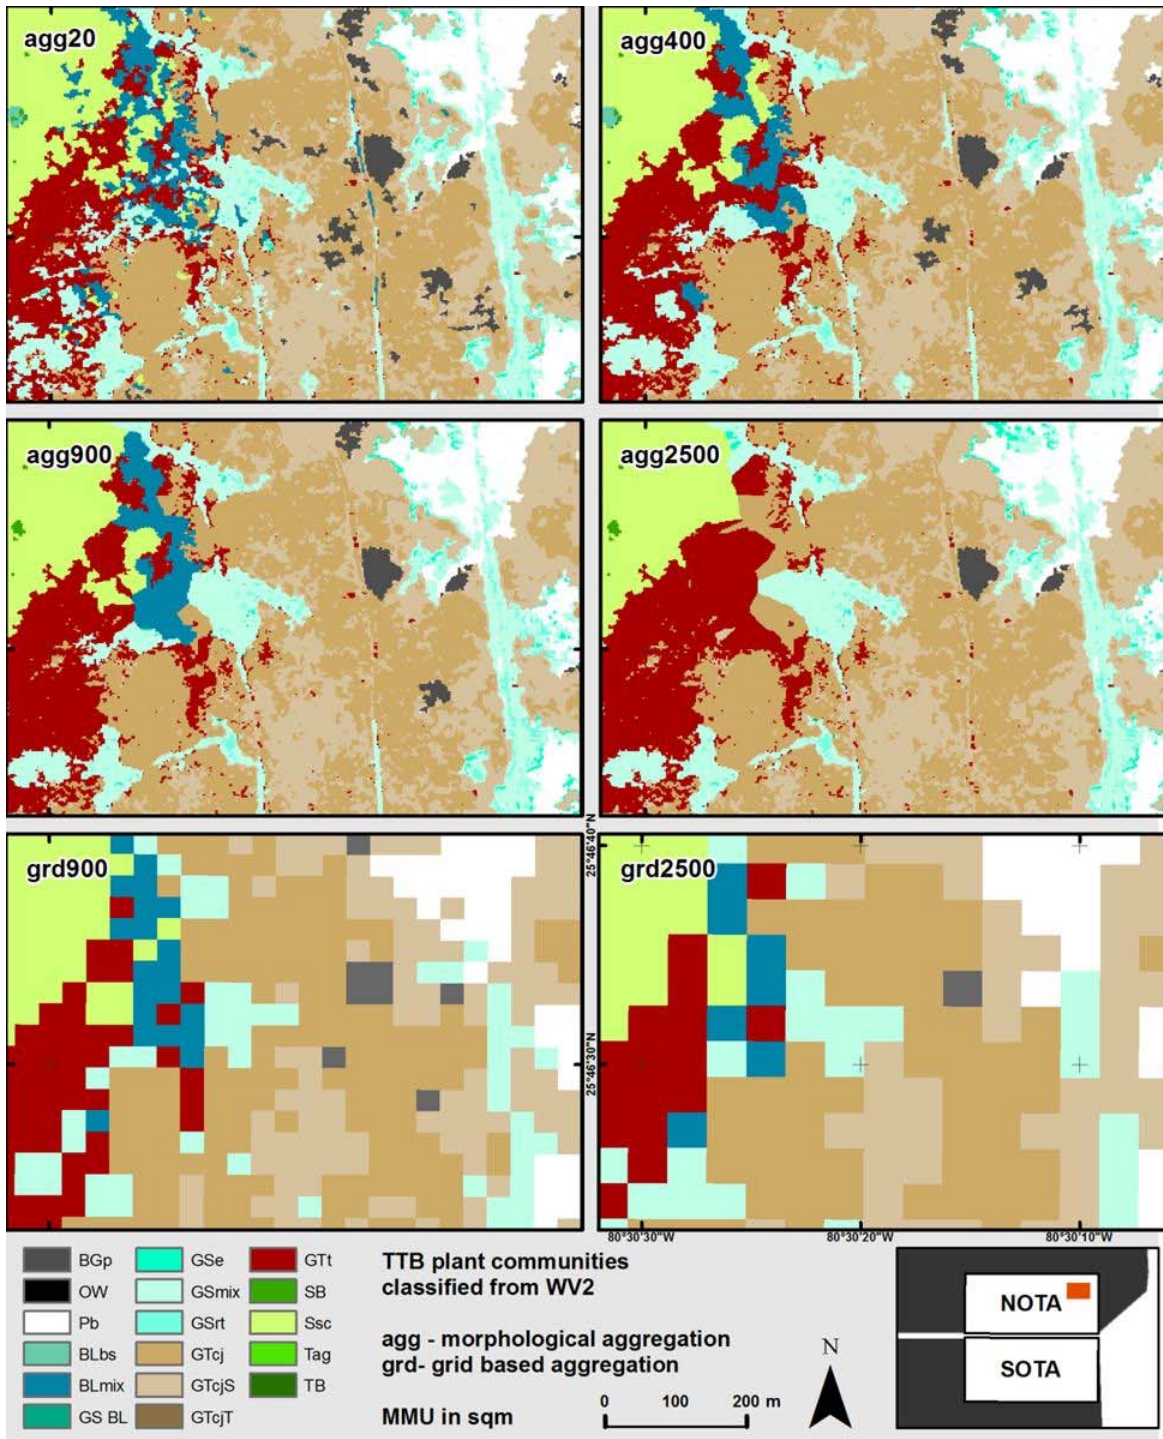 agg20
agg400
agg900
agg2500
grd900
grd2500
25°46'40"N
25°46'30"N
80°30'30"W
80°30'20"W
80°30'10"W
BGp
OW
Pb
BLbs
BLmix
GS BL
GSe
GSmix
GSrt
GTcj
GTcjS
GTcjT
GTt
SB
Ssc
Tag
TB
TTB plant communities
classified from WV2
agg - morphological aggregation
grd- grid based aggregation
MMU in sqm
0 100 200 m
N
NOTA
SOTA